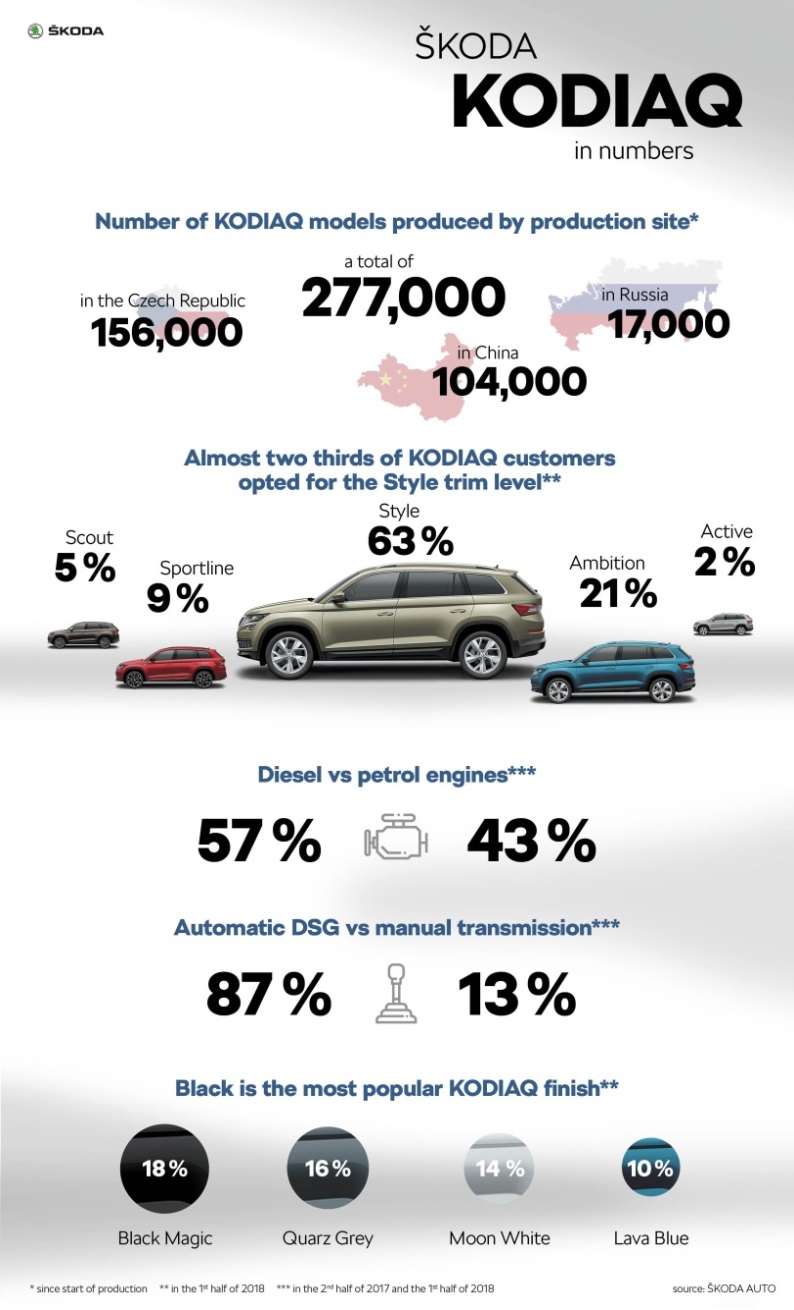 ŠKODA
ŠKODA
KODIAQ
in numbers
Number of KODIAQ models produced by production site*
a total of
277,000
in the Czech Republic
156,000
in Russia
17,000
in China
104,000
Almost two thirds of KODIAQ customers
opted for the Style trim level**
Scout
5 %
Sportline
9 %
Style
63 %
Ambition
21 %
Active
2 %
Diesel vs petrol engines***
57 % 43 %
Automatic DSG vs manual transmission***
87 % 13 %
Black is the most popular KODIAQ finish**
18 % 16 % 14 % 10 %
Black Magic Quarz Grey Moon White Lava Blue
* since start of production ** in the 1st half of 2018 *** in the 2nd half of 2017 and the 1st half of 2018 source: ŠKODA AUTO